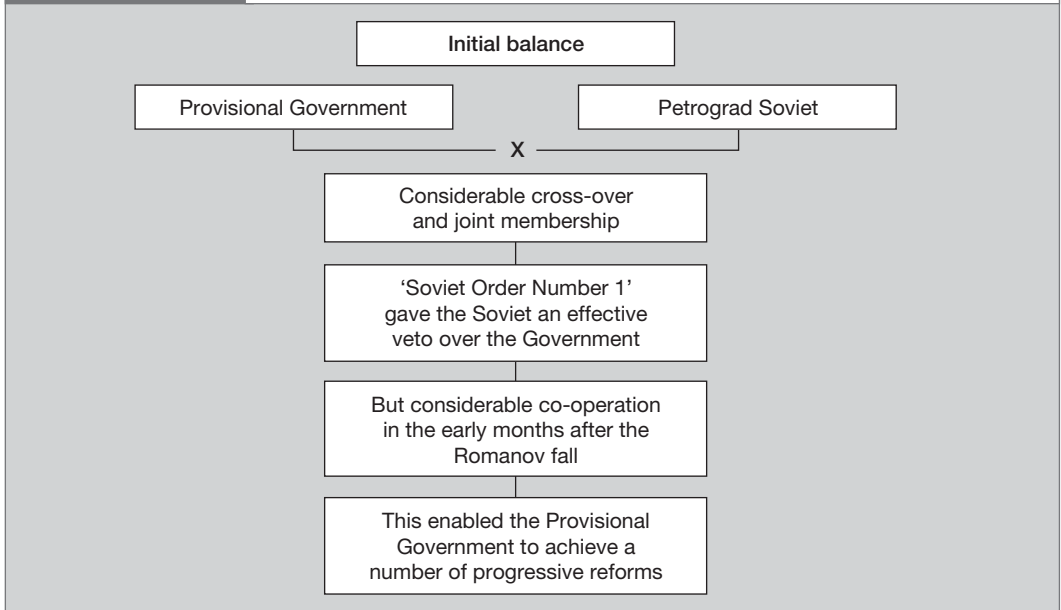 Initial balance
Provisional Government
Petrograd Soviet
X
Considerable cross-over
and joint membership
‘Soviet Order Number 1’
gave the Soviet an effective
veto over the Government
But considerable co-operation
in the early months after the
Romanov fall
This enabled the Provisional
Government to achieve a
number of progressive reforms